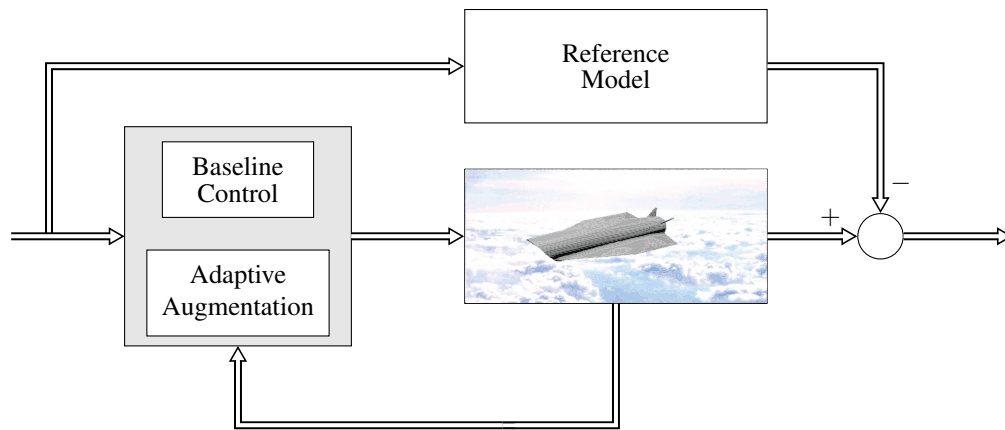 Reference
Model
Baseline
Control
Adaptive
Augmentation
−
+